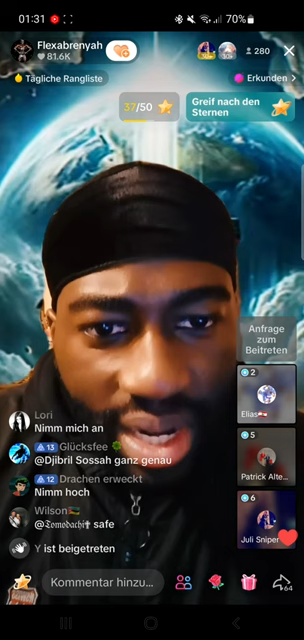 01:31
70%
Flexabrenyah
81.6K
280
Tägliche Rangliste
Erkunden >
37/50
Greif nach den
Sternen
Anfrage
zum
Beitreten
2
Elias
5
Patrick Alte...
6
Juli Sniper
Lori
Nimm mich an
13 Glücksfee
@Djibril Sossah ganz genau
12 Drachen erweckt
Nimm hoch
Wilson
@Zomodachi safe
Y ist beigetreten
Kommentar hinzu...
64